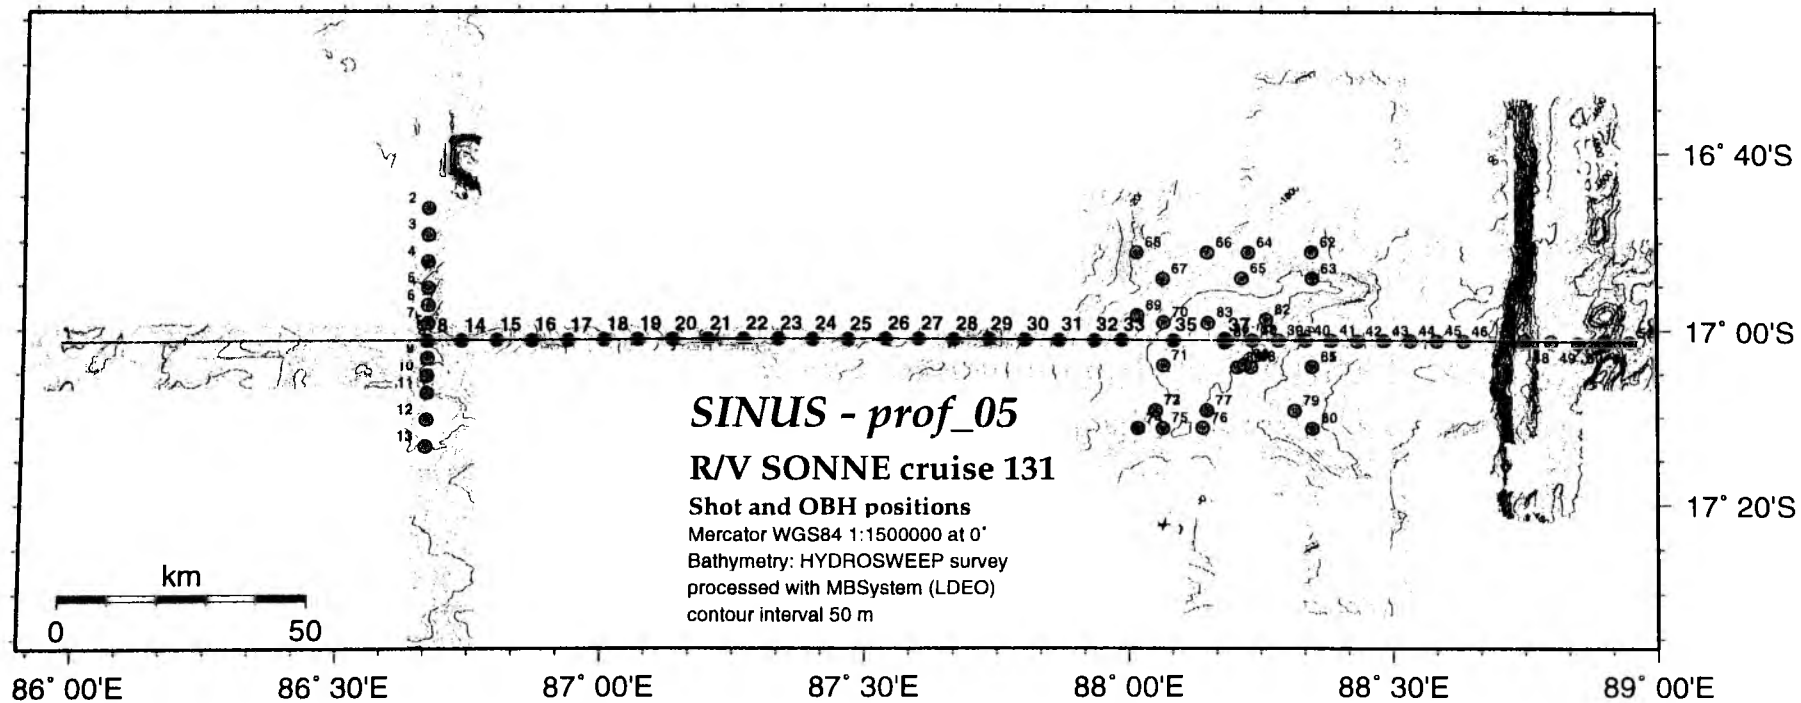 16° 40'S
2
3
4
5
6
7
68 66 64 62
67 65 63
69 70 83 82
8 14 15 16 17 18 19 20 21 22 23 24 25 26 27 28 29 30 31 32 33 35 37 39 40 41 42 43 44 45 46
17° 00'S
9
10
11
12
13
48 49
71 85
77 79
75 76 80
SINUS - prof_05
R/V SONNE cruise 131
Shot and OBH positions
Mercator WGS84 1:1500000 at 0°
Bathymetry: HYDROSWEEP survey
processed with MBSystem (LDEO)
contour interval 50 m
17° 20'S
km
0 50
86° 00'E 86° 30'E 87° 00'E 87° 30'E 88° 00'E 88° 30'E 89° 00'E